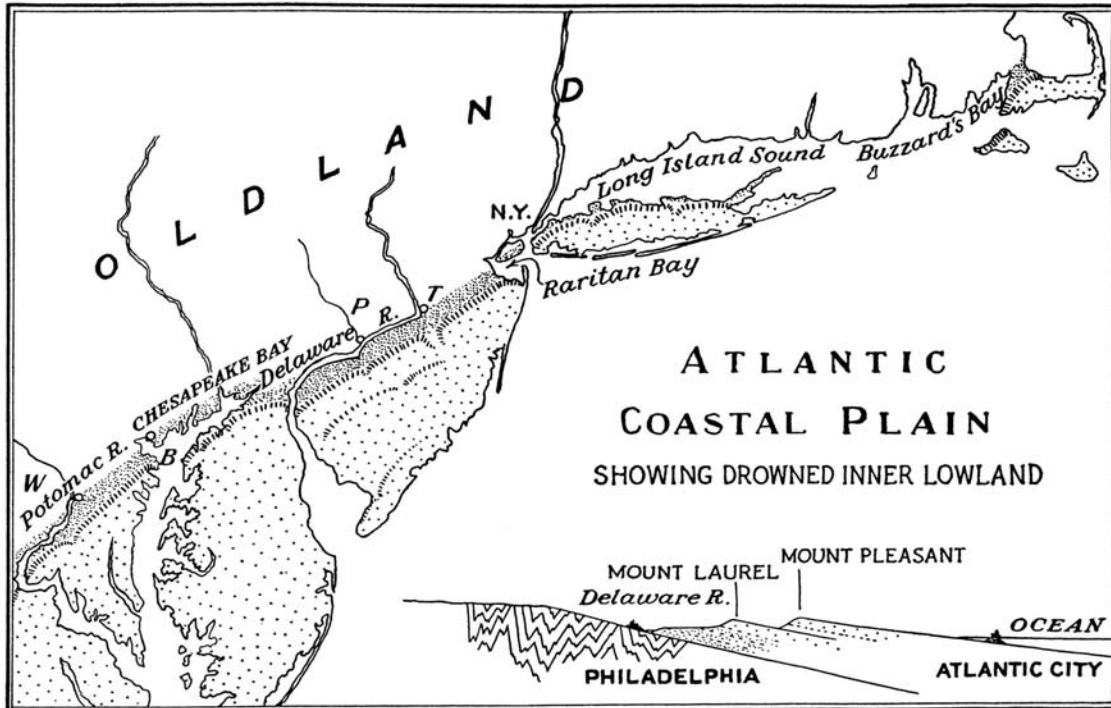 OLDLAND
Long Island Sound
Buzzard's Bay
N.Y.
Raritan Bay
T
P
Delaware R.
CHESAPEAKE BAY
B
Potomac R.
W
ATLANTIC
COASTAL PLAIN
SHOWING DROWNED INNER LOWLAND
MOUNT PLEASANT
MOUNT LAUREL
Delaware R.
OCEAN
PHILADELPHIA
ATLANTIC CITY